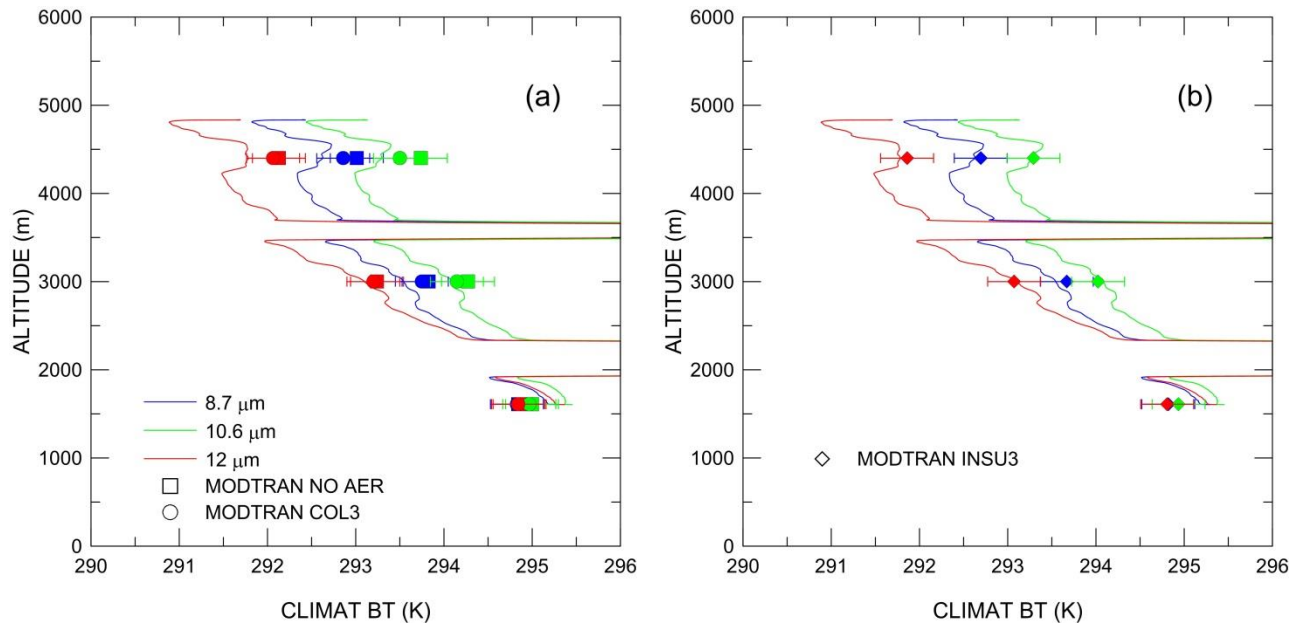 6000
5000
4000
3000
2000
1000
0
ALTITUDE (m)
(a)
8.7 μm
10.6 μm
12 μm
MODTRAN NO AER
MODTRAN COL3
290 291 292 293 294 295 296
CLIMAT BT (K)
6000
5000
4000
3000
2000
1000
0
ALTITUDE (m)
(b)
MODTRAN INSU3
290 291 292 293 294 295 296
CLIMAT BT (K)